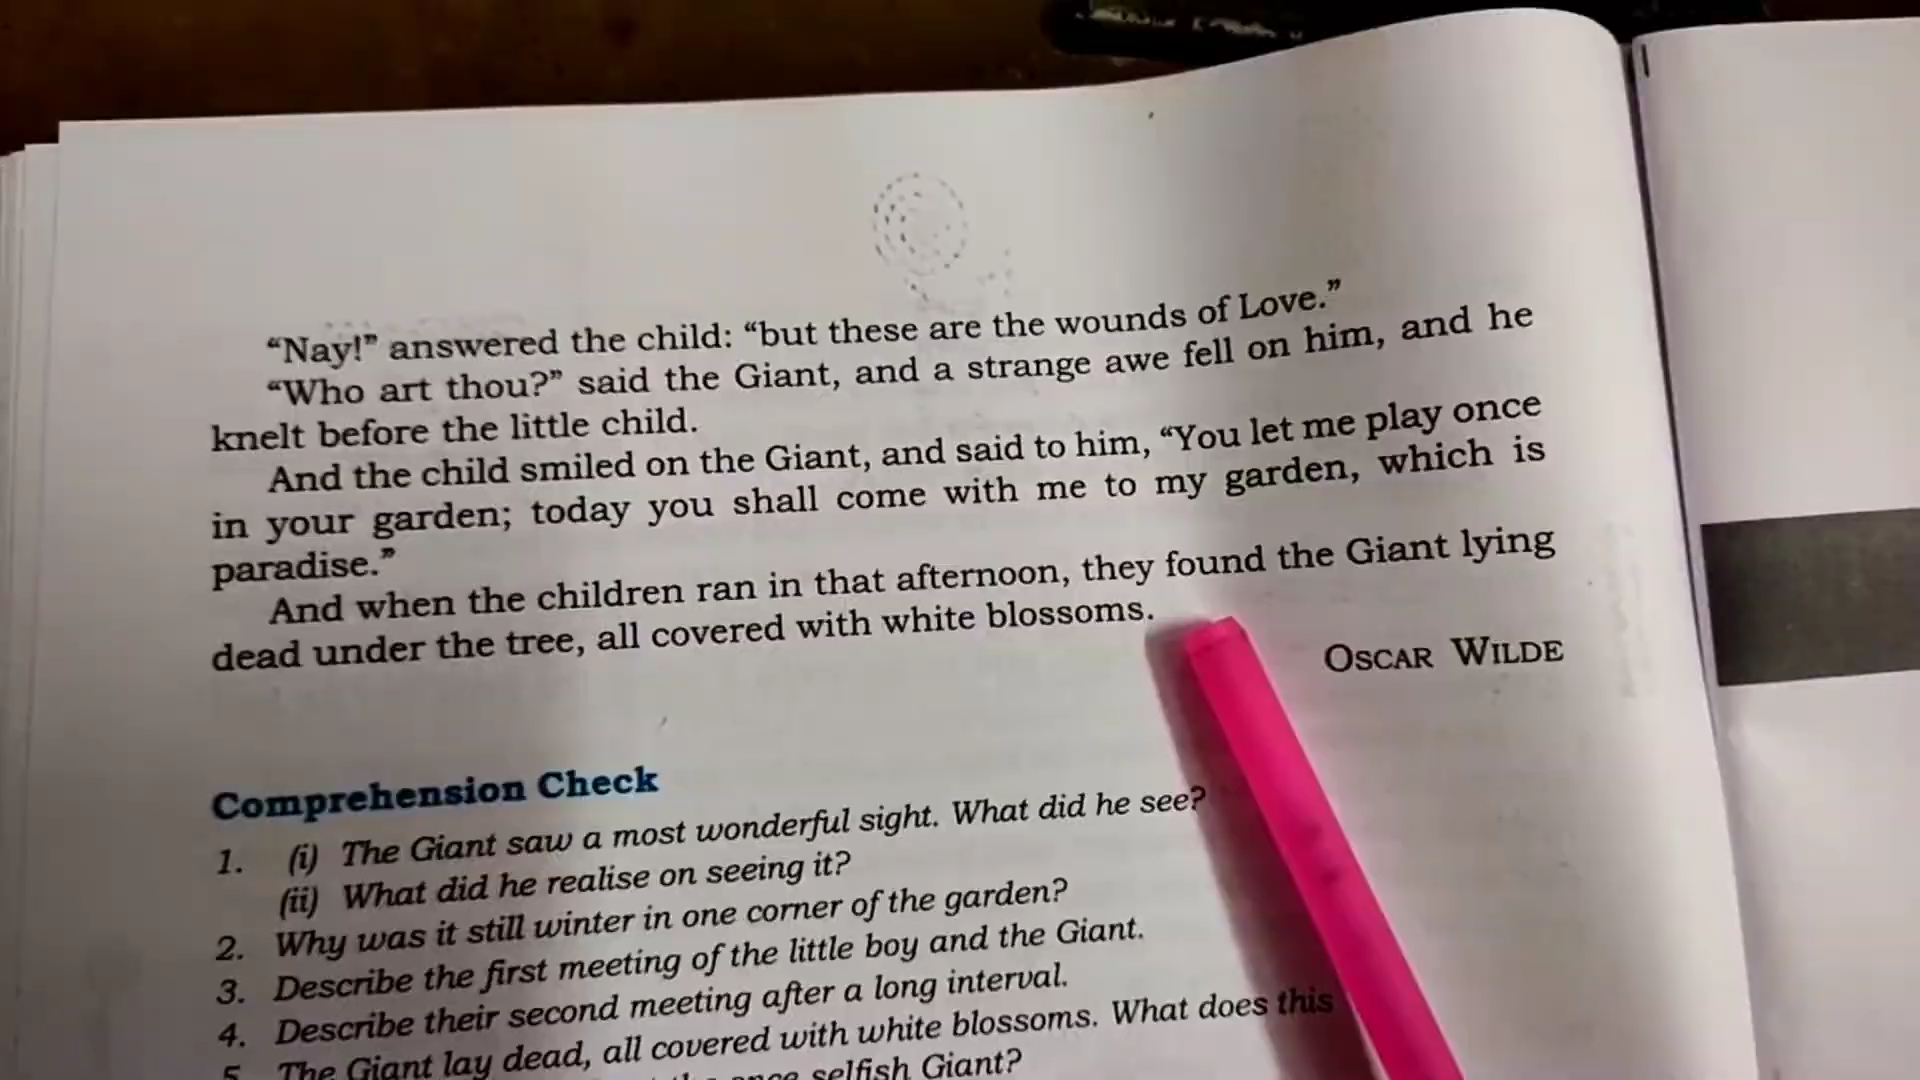 “Nay!” answered the child: “but these are the wounds of Love.”
“Who art thou?” said the Giant, and a strange awe fell on him, and he
knelt before the little child.
And the child smiled on the Giant, and said to him, “You let me play once
in your garden; today you shall come with me to my garden, which is
paradise.”
And when the children ran in that afternoon, they found the Giant lying
dead under the tree, all covered with white blossoms.
OSCAR WILDE
Comprehension Check
1. (i) The Giant saw a most wonderful sight. What did he see?
(ii) What did he realise on seeing it?
2. Why was it still winter in one corner of the garden?
3. Describe the first meeting of the little boy and the Giant.
4. Describe their second meeting after a long interval.
5. The Giant lay dead, all covered with white blossoms. What does this
once selfish Giant?